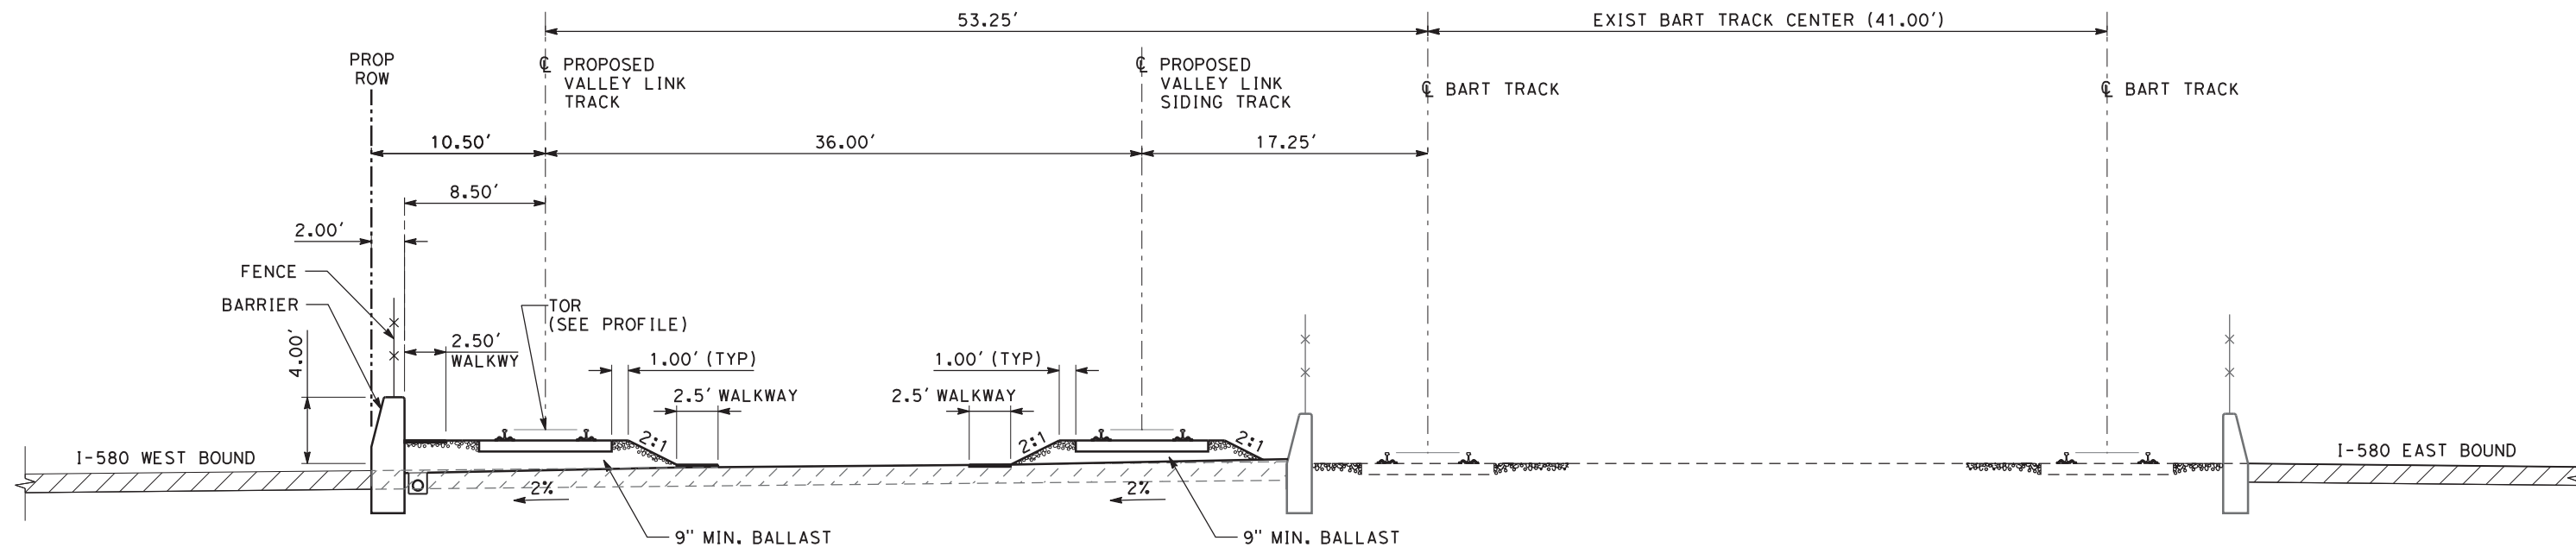 53.25'
EXIST BART TRACK CENTER (41.00')
PROP
ROW
℄ PROPOSED
VALLEY LINK
TRACK
℄ PROPOSED
VALLEY LINK
SIDING TRACK
℄ BART TRACK
℄ BART TRACK
10.50'
36.00'
17.25'
8.50'
2.00'
FENCE
BARRIER
TOR
(SEE PROFILE)
4.00'
2.50'
WALKWY
1.00' (TYP)
1.00' (TYP)
2.5' WALKWAY
2.5' WALKWAY
2:1
2:1
2:1
I-580 WEST BOUND
I-580 EAST BOUND
2%
2%
9" MIN. BALLAST
9" MIN. BALLAST